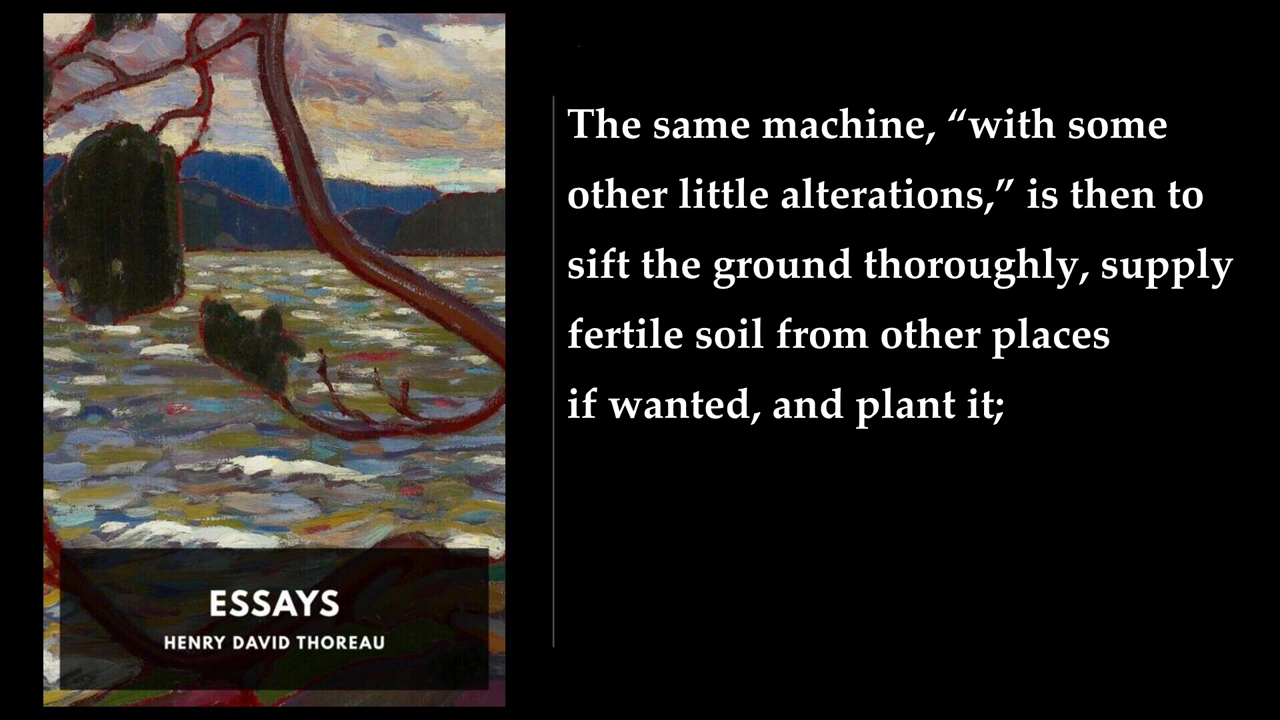 The same machine, “with some
other little alterations,” is then to
sift the ground thoroughly, supply
fertile soil from other places
if wanted, and plant it;
ESSAYS
HENRY DAVID THOREAU